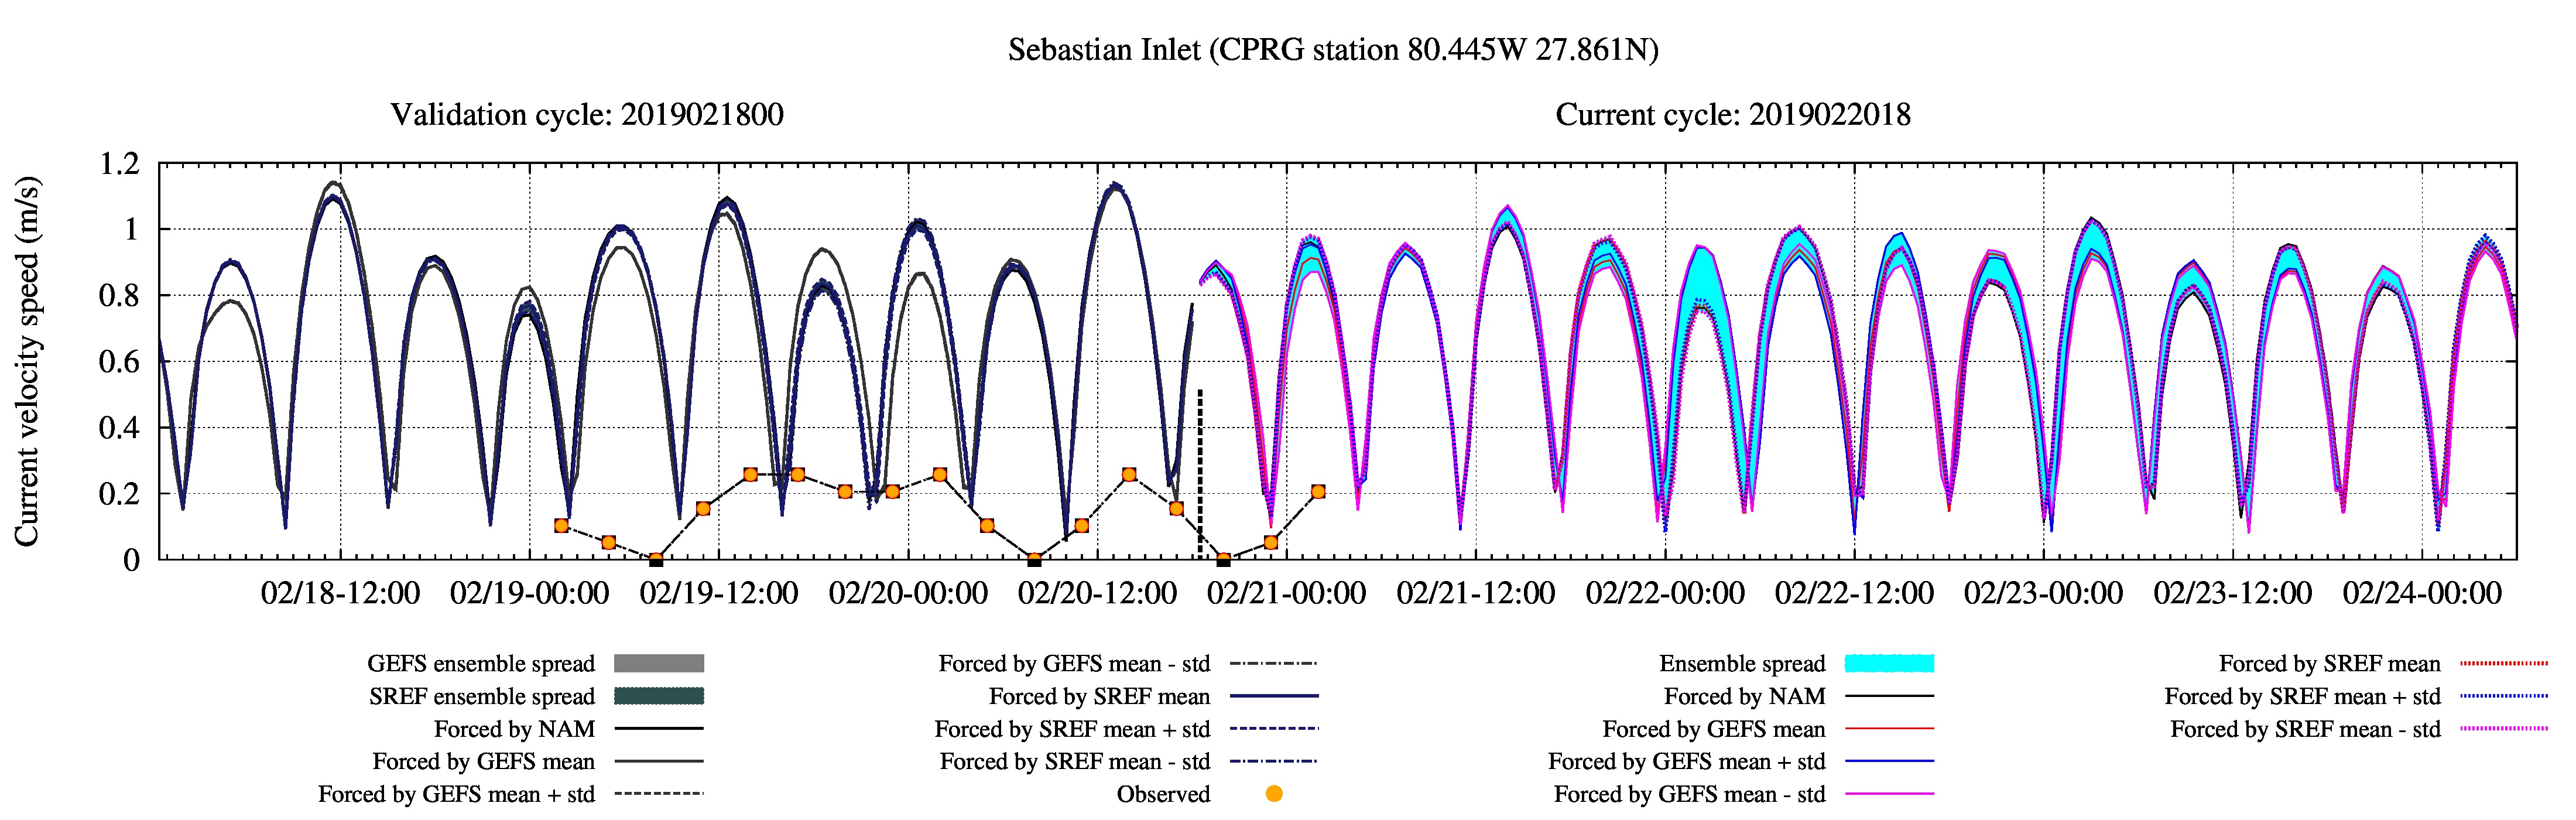 Sebastian Inlet (CPRG station 80.445W 27.861N)
Validation cycle: 2019021800
Current cycle: 2019022018
Current velocity speed (m/s)
1.2
1
0.8
0.6
0.4
0.2
0
02/18-12:00 02/19-00:00 02/19-12:00 02/20-00:00 02/20-12:00 02/21-00:00 02/21-12:00 02/22-00:00 02/22-12:00 02/23-00:00 02/23-12:00 02/24-00:00
GEFS ensemble spread
SREF ensemble spread
Forced by NAM
Forced by GEFS mean
Forced by GEFS mean + std
Forced by GEFS mean - std
Forced by SREF mean
Forced by SREF mean + std
Forced by SREF mean - std
Observed
Ensemble spread
Forced by NAM
Forced by GEFS mean
Forced by GEFS mean + std
Forced by GEFS mean - std
Forced by SREF mean
Forced by SREF mean + std
Forced by SREF mean - std